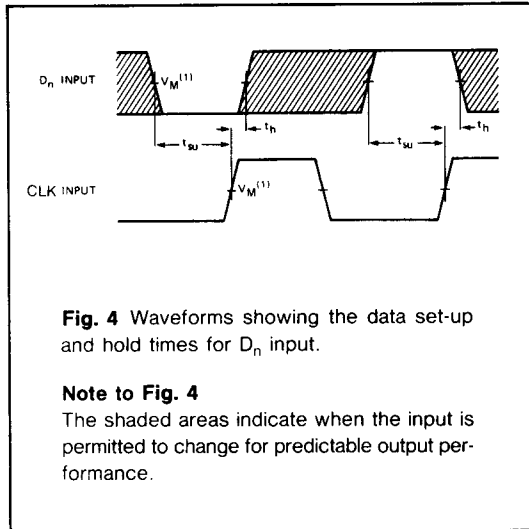 Dn INPUT
VM(1)
th
tsu
tsu
th
CLK INPUT
VM(1)
Fig. 4 Waveforms showing the data set-up
and hold times for Dn input.
Note to Fig. 4
The shaded areas indicate when the input is
permitted to change for predictable output per-
formance.